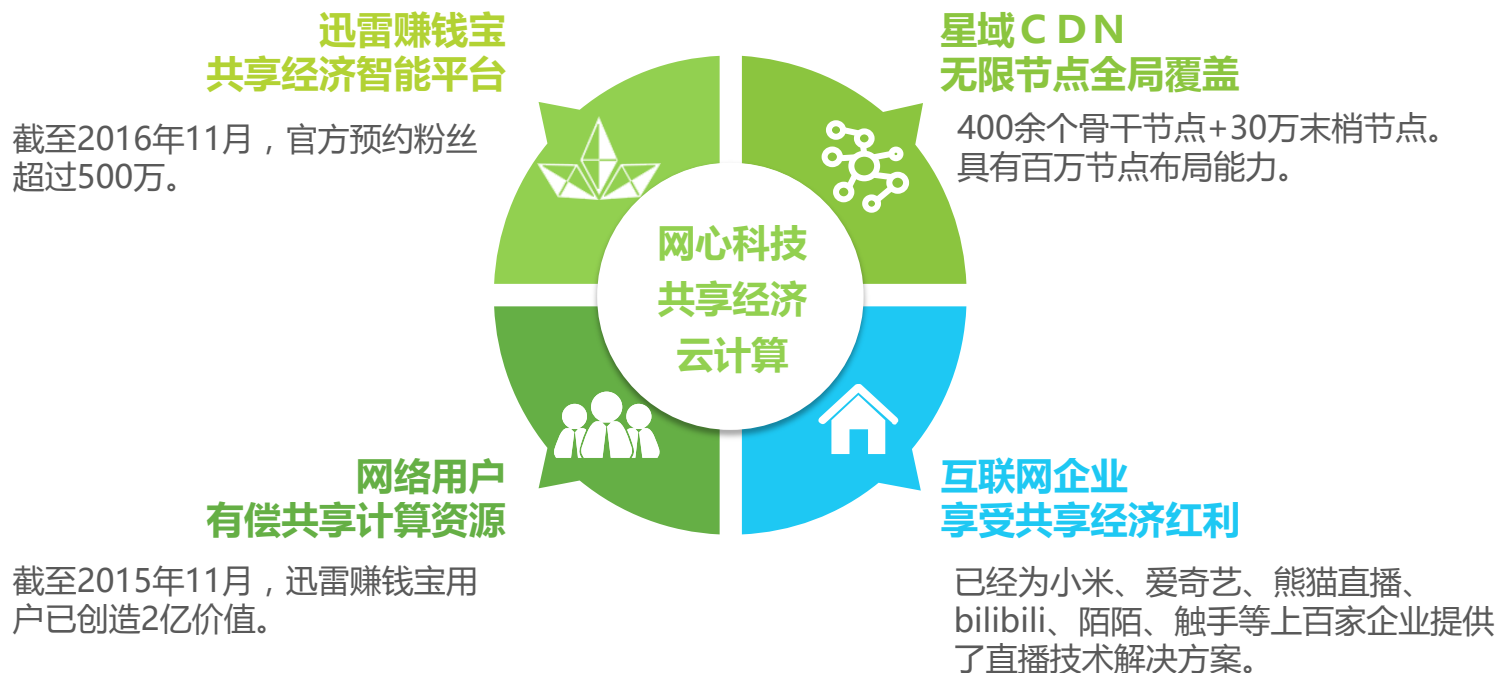 迅雷赚钱宝
共享经济智能平台
截至2016年11月，官方预约粉丝
超过500万。
星域ＣＤＮ
无限节点全局覆盖
400余个骨干节点+30万末梢节点。
具有百万节点布局能力。
网心科技
共享经济
云计算
网络用户
有偿共享计算资源
截至2015年11月，迅雷赚钱宝用
户已创造2亿价值。
互联网企业
享受共享经济红利
已经为小米、爱奇艺、熊猫直播、
bilibili、陌陌、触手等上百家企业提供
了直播技术解决方案。